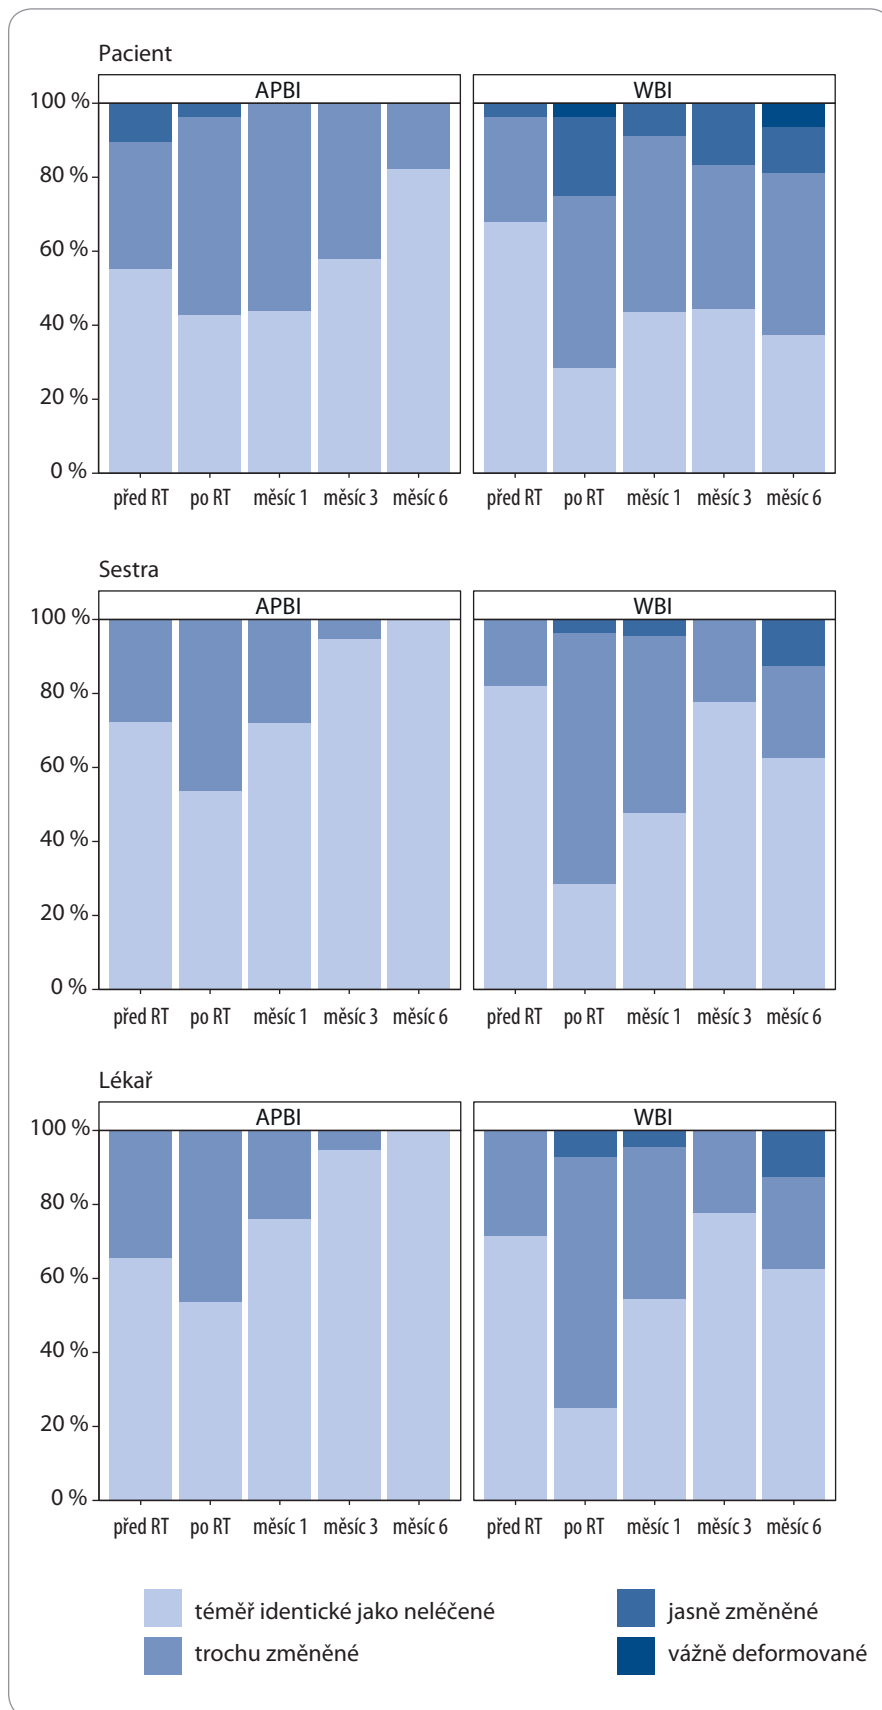 Pacient
APBI WBI
100 %
80 %
60 %
40 %
20 %
0 %
před RT po RT měsíc 1 měsíc 3 měsíc 6 před RT po RT měsíc 1 měsíc 3 měsíc 6
Sestra
APBI WBI
100 %
80 %
60 %
40 %
20 %
0 %
před RT po RT měsíc 1 měsíc 3 měsíc 6 před RT po RT měsíc 1 měsíc 3 měsíc 6
Lékař
APBI WBI
100 %
80 %
60 %
40 %
20 %
0 %
před RT po RT měsíc 1 měsíc 3 měsíc 6 před RT po RT měsíc 1 měsíc 3 měsíc 6
téměř identické jako neléčené jasně změněné
trochu změněné vážně deformované